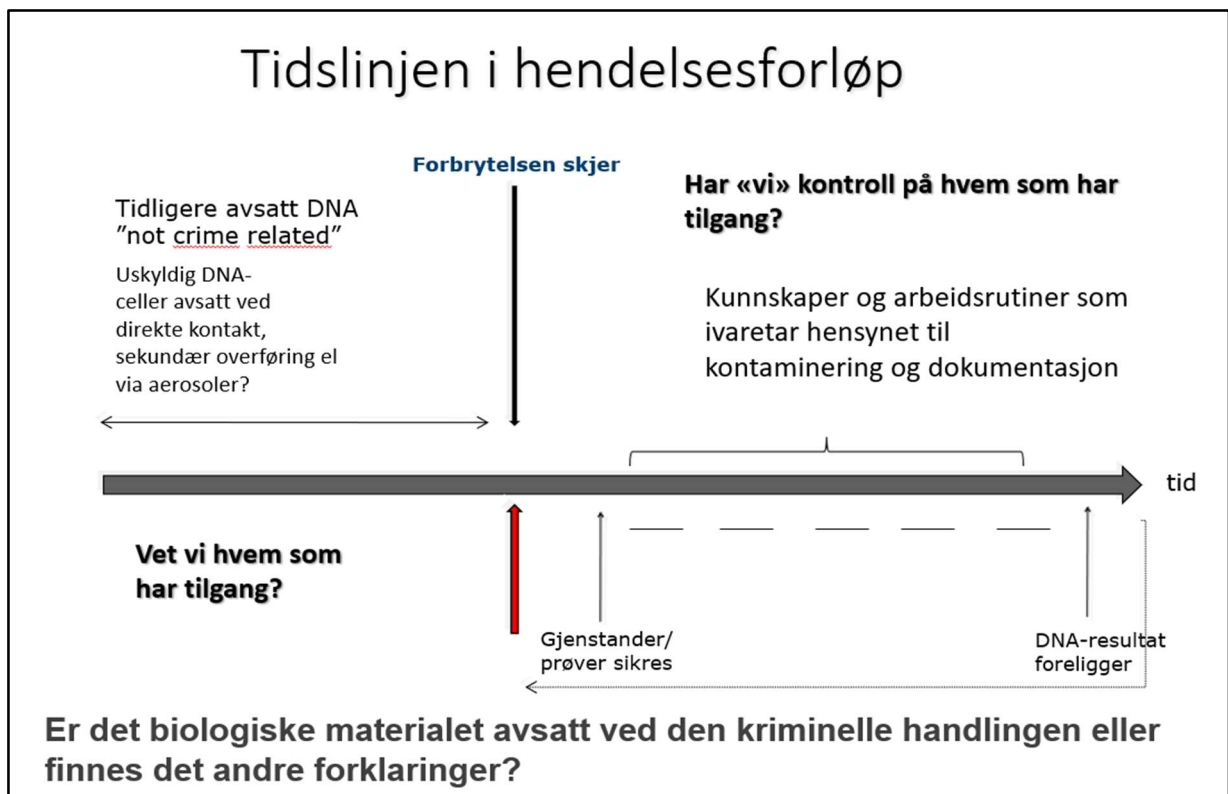 Tidslinjen i hendelsesforløp
Forbrytelsen skjer
Tidligere avsatt DNA
"not crime related"
Uskyldig DNA-
celler avsatt ved
direkte kontakt,
sekundær overføring el
via aerosoler?
Har «vi» kontroll på hvem som har
tilgang?
Kunnskaper og arbeidsrutiner som
ivaretar hensynet til
kontaminering og dokumentasjon
tid
Vet vi hvem som
har tilgang?
Gjenstander/
prøver sikres
DNA-resultat
foreligger
Er det biologiske materialet avsatt ved den kriminelle handlingen eller
finnes det andre forklaringer?